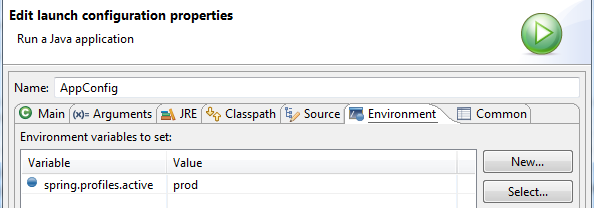 Edit launch configuration properties
Run a Java application
Name: AppConfig
Main (x)= Arguments JRE Classpath Source Environment Common
Environment variables to set:
Variable Value New...
spring.profiles.active prod Select...